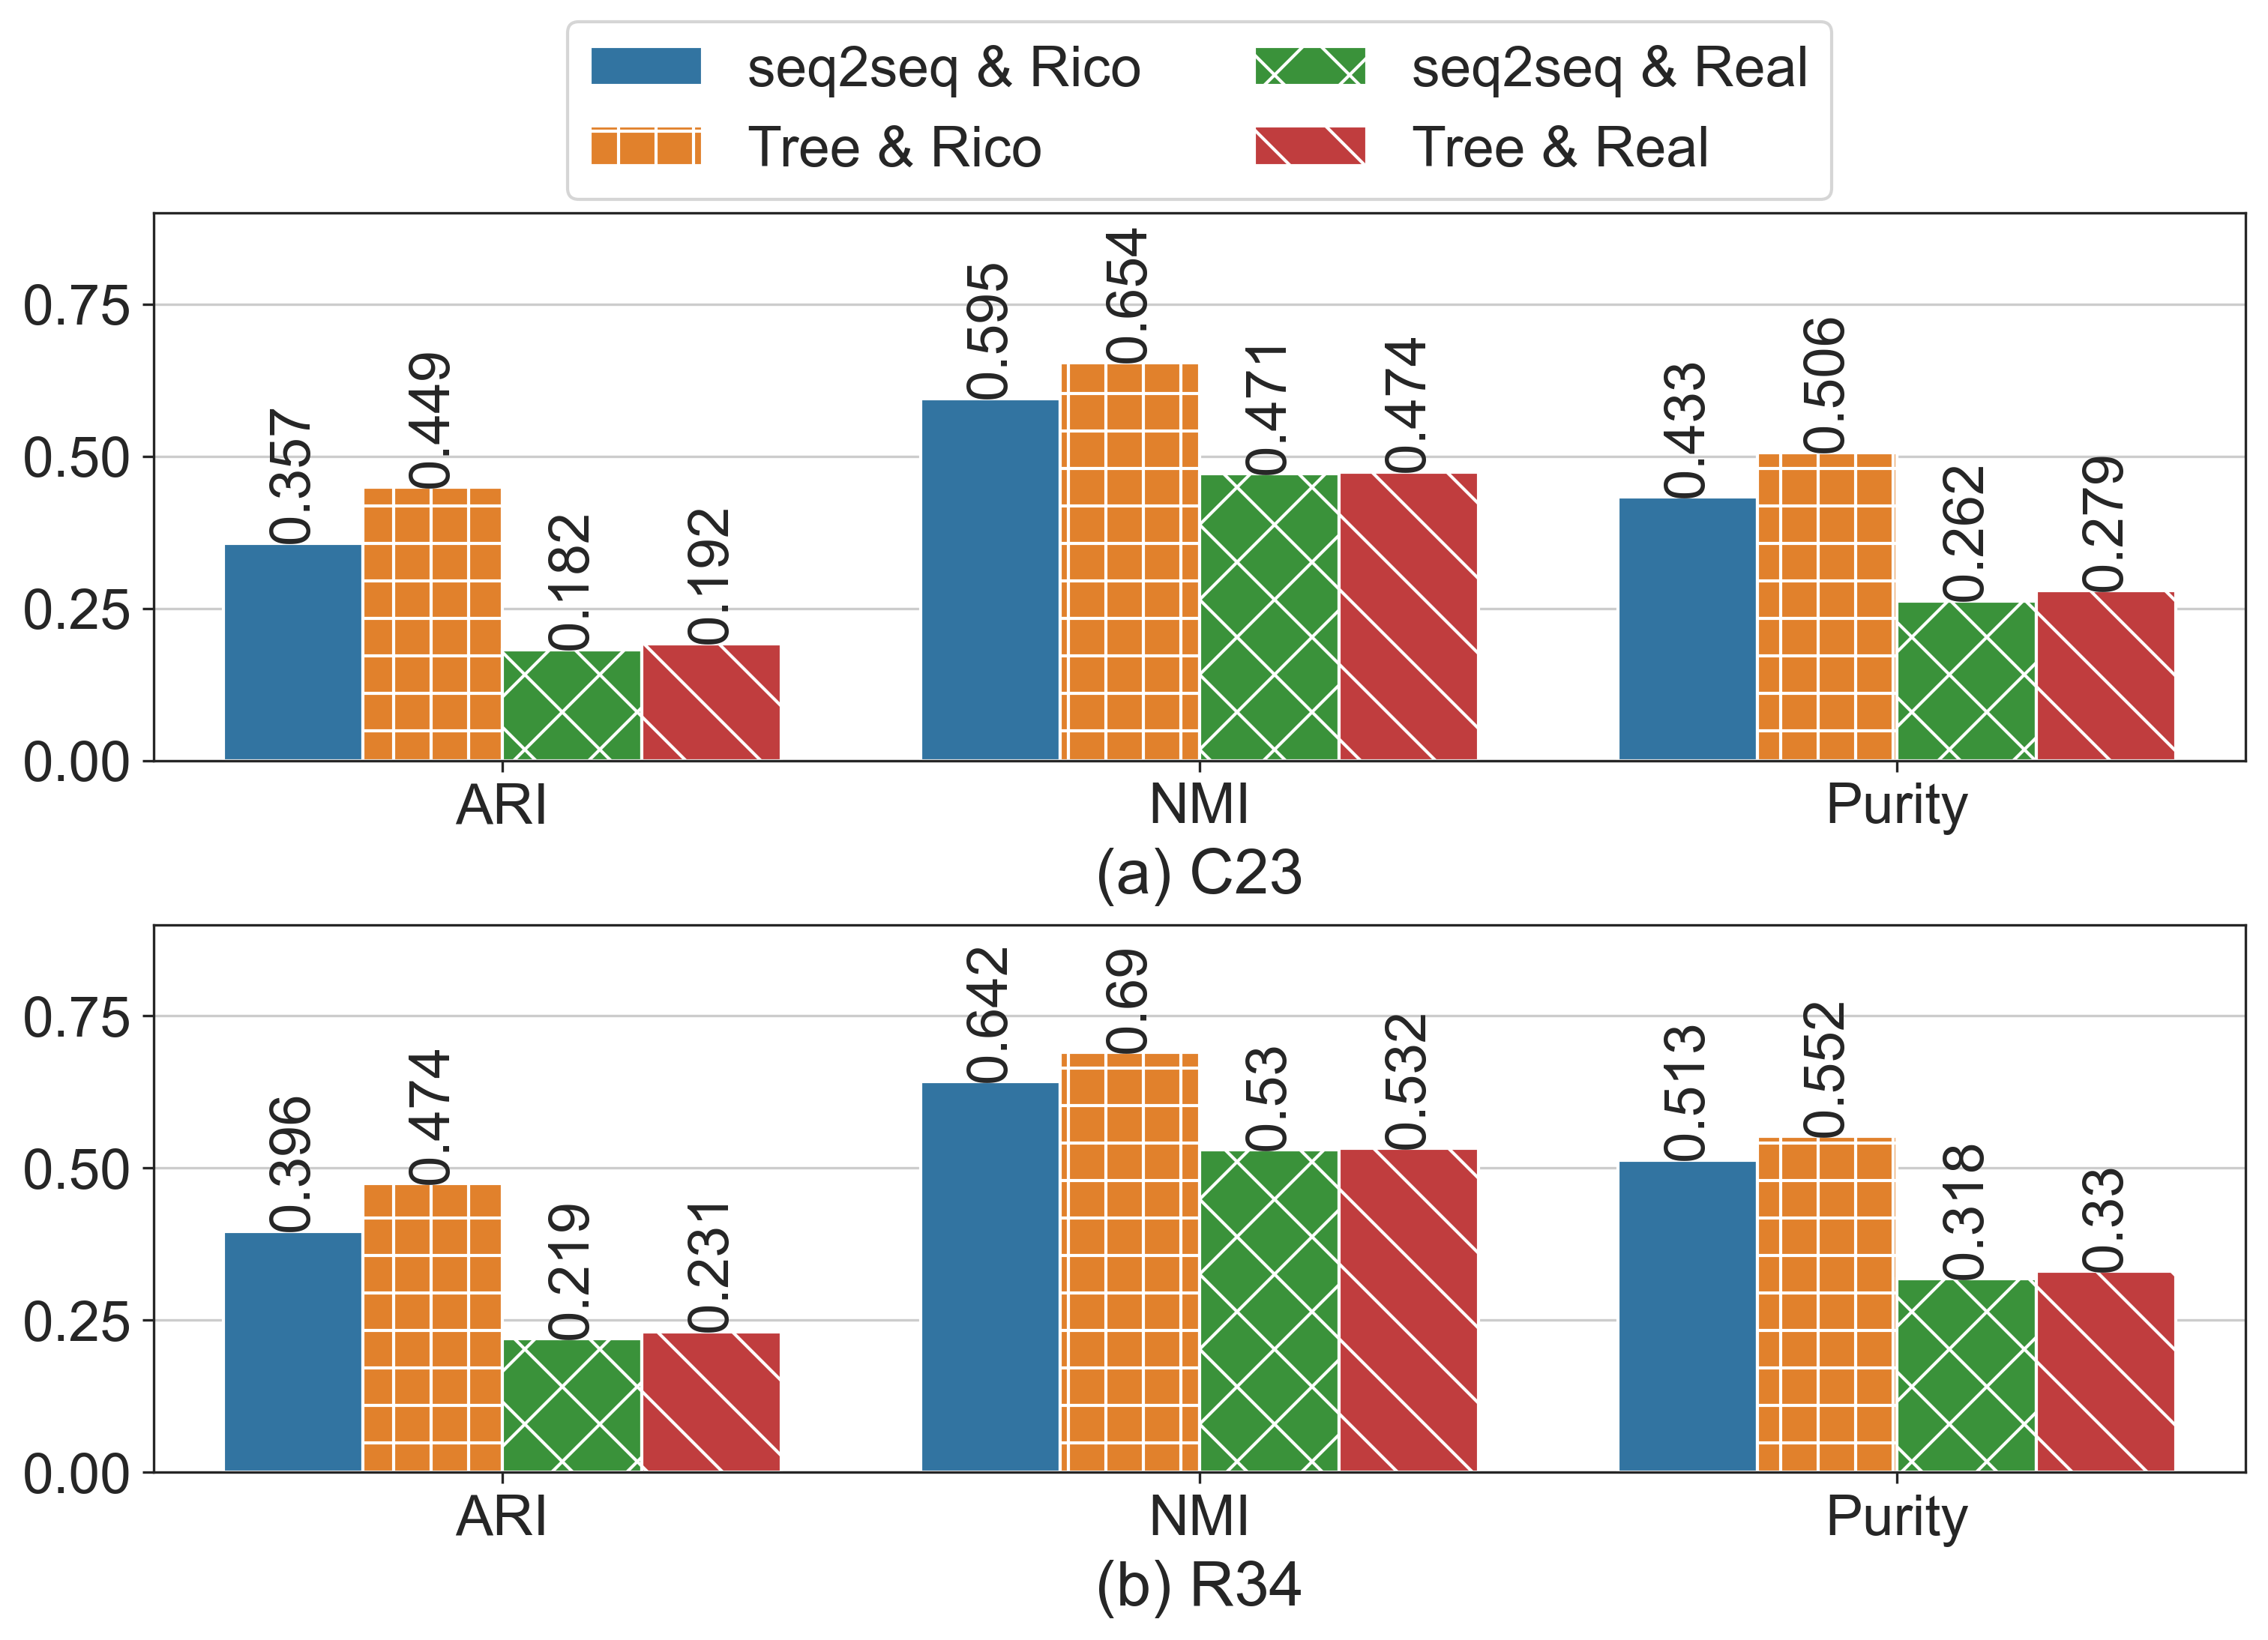 seq2seq & Rico
seq2seq & Real
Tree & Rico
Tree & Real
0.75
0.50
0.25
0.00
0.357
0.449
0.182
0.192
0.595
0.654
0.471
0.474
0.433
0.506
0.262
0.279
ARI
NMI
Purity
(a) C23
0.75
0.50
0.25
0.00
0.396
0.474
0.219
0.231
0.642
0.69
0.53
0.532
0.513
0.552
0.318
0.33
ARI
NMI
Purity
(b) R34